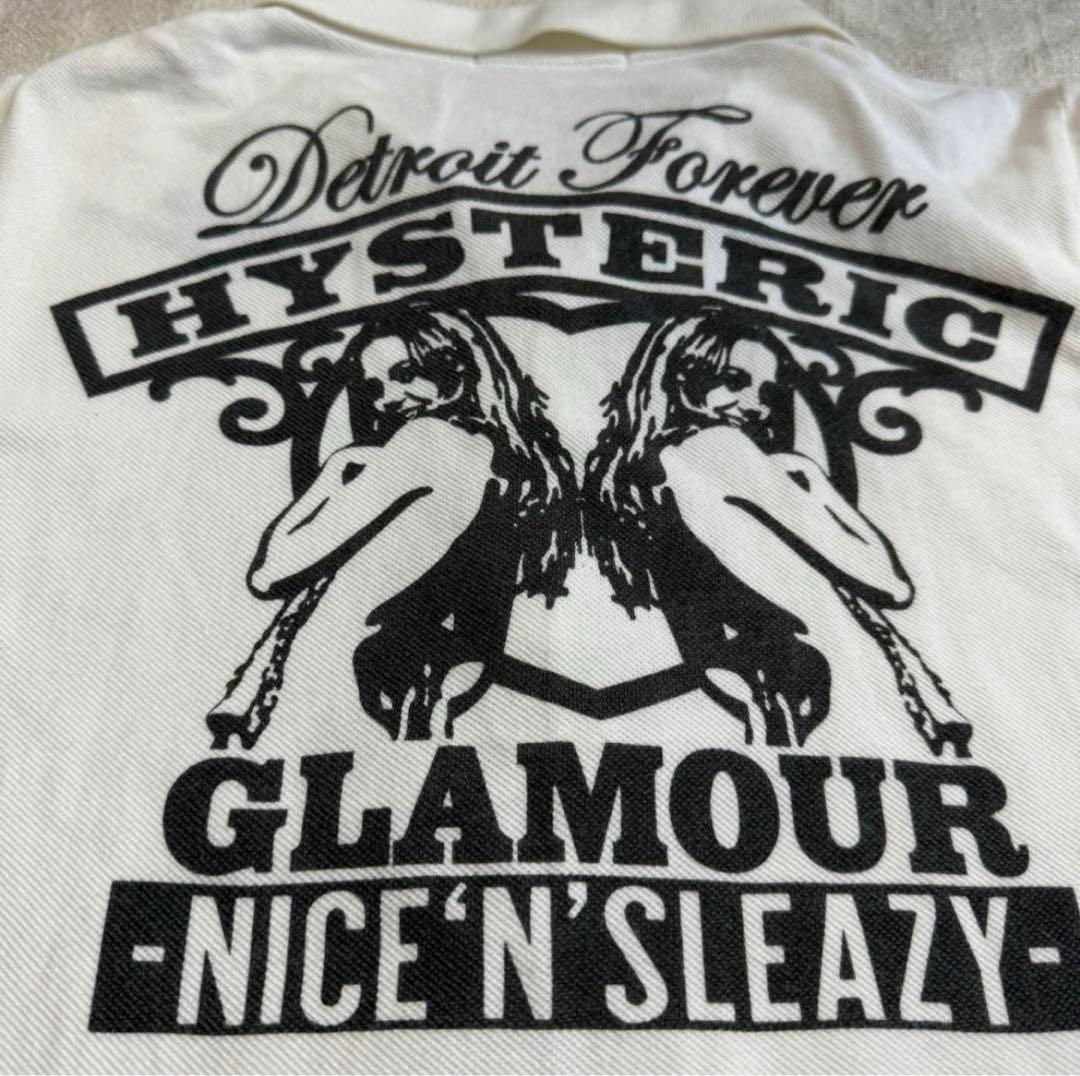 Detroit Forever
HYSTERIC
GLAMOUR
-NICE'N'SLEAZY-